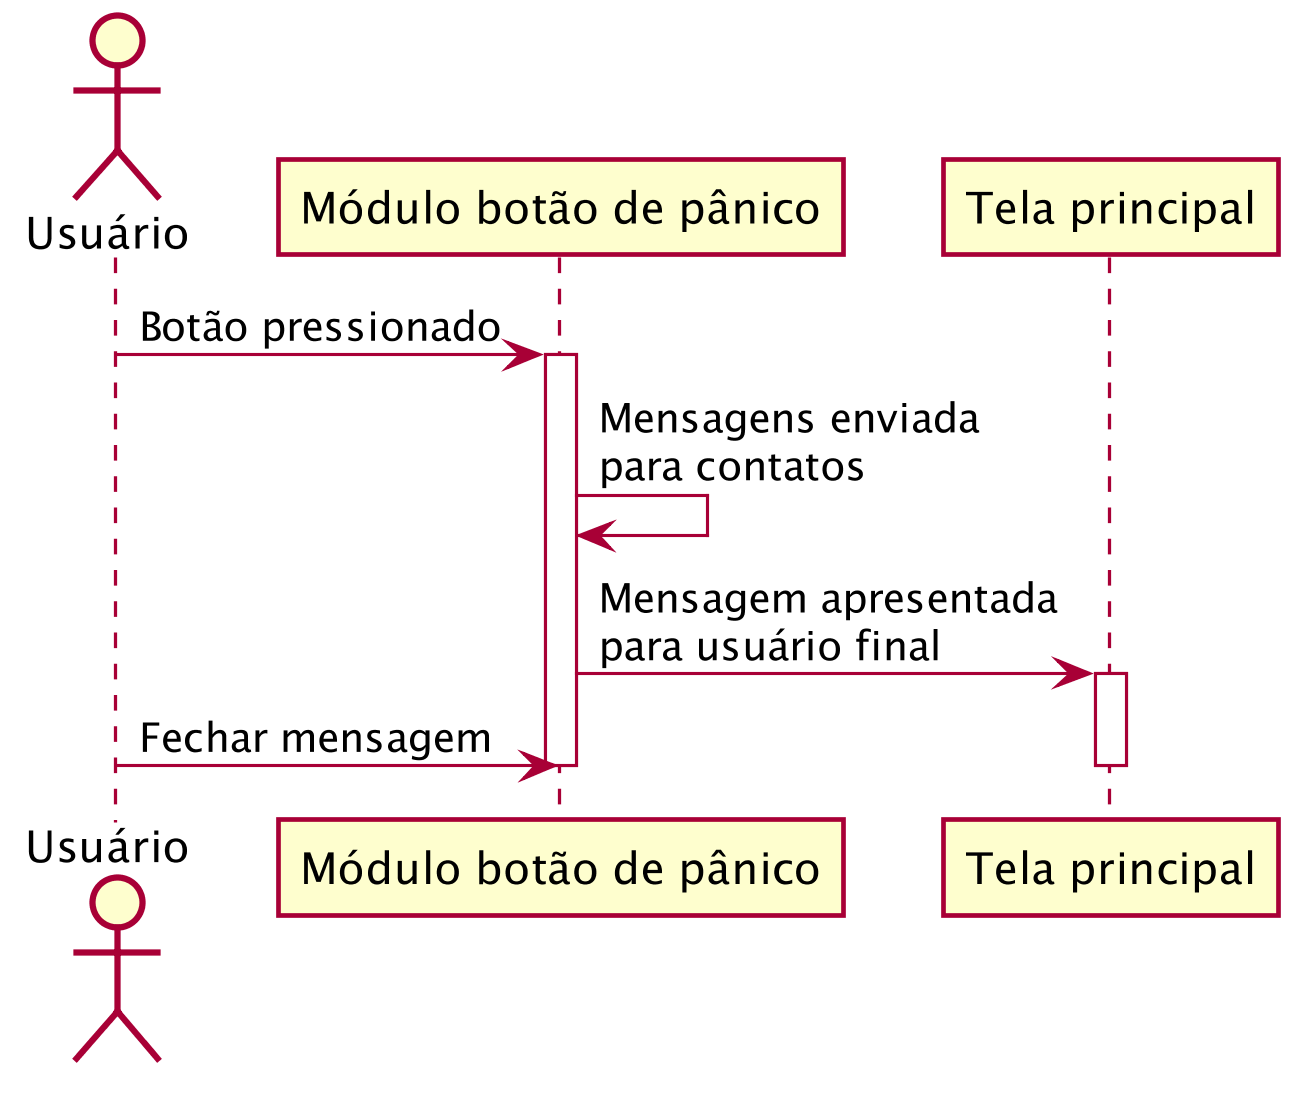 Usuário
Módulo botão de pânico
Tela principal
Botão pressionado
Mensagens enviada
para contatos
Mensagem apresentada
para usuário final
Fechar mensagem
Usuário
Módulo botão de pânico
Tela principal